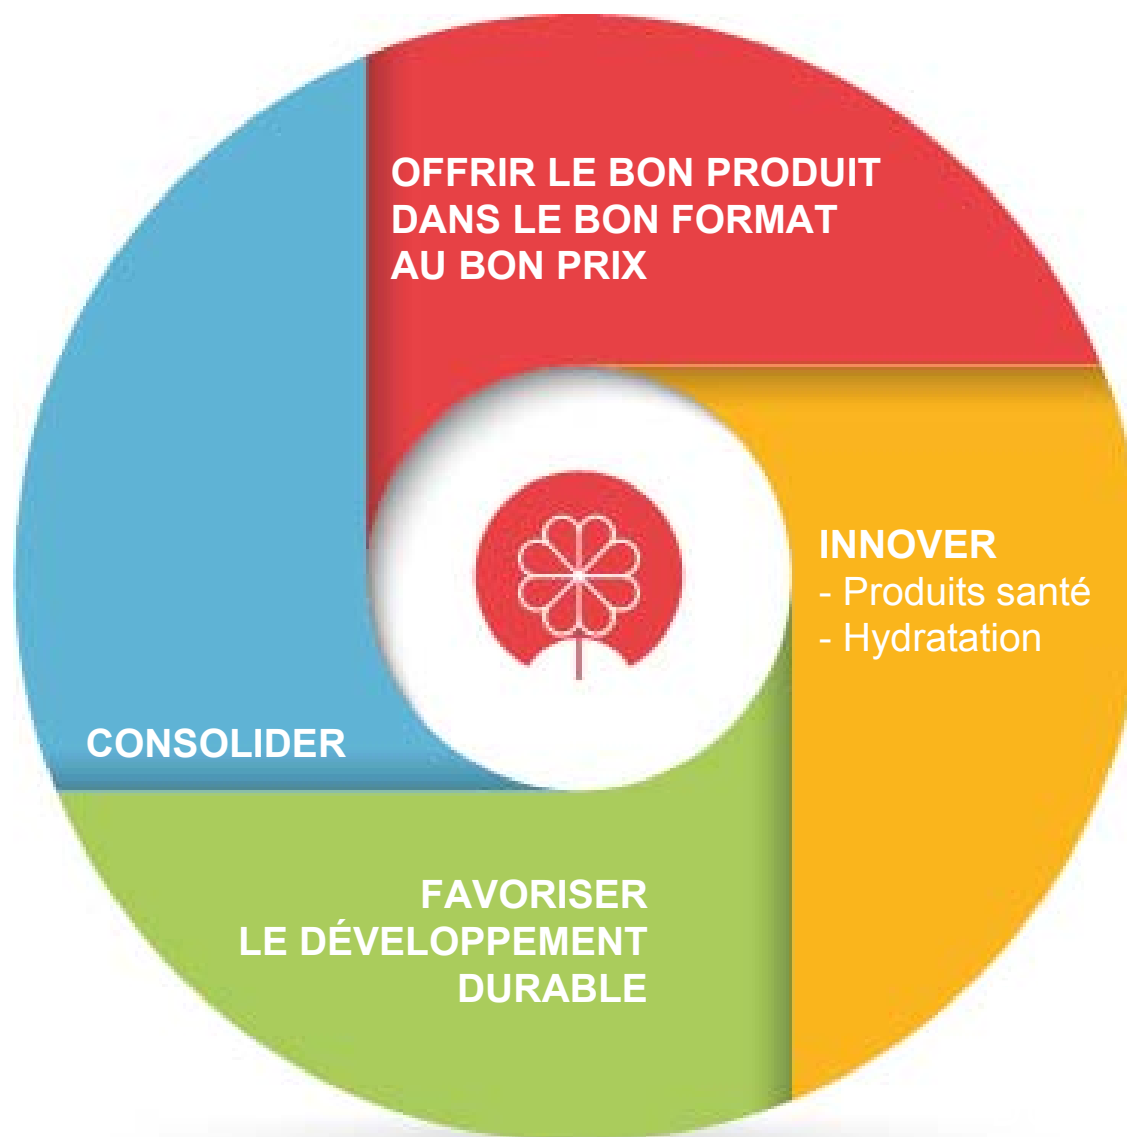 OFFRIR LE BON PRODUIT
DANS LE BON FORMAT
AU BON PRIX
INNOVER
- Produits santé
- Hydratation
CONSOLIDER
FAVORISER
LE DÉVELOPPEMENT
DURABLE